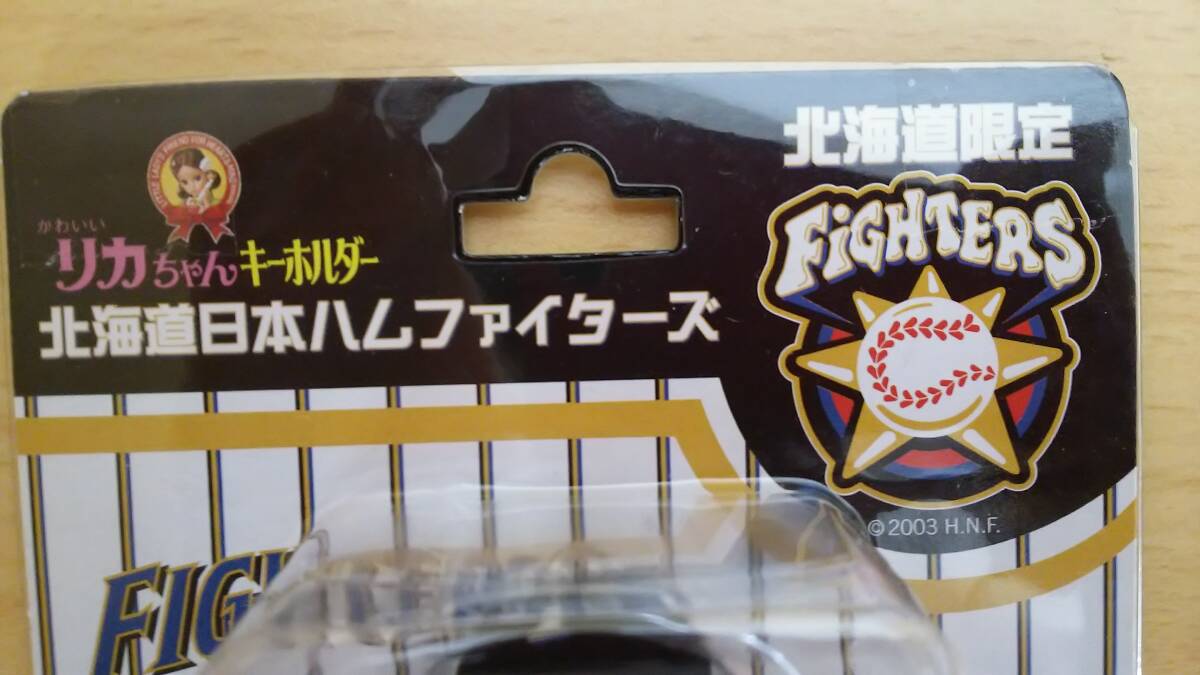 北海道限定
FiGHTERS
かわいい
リカちゃんキーホルダー
北海道日本ハムファイターズ
©2003 H.N.F.